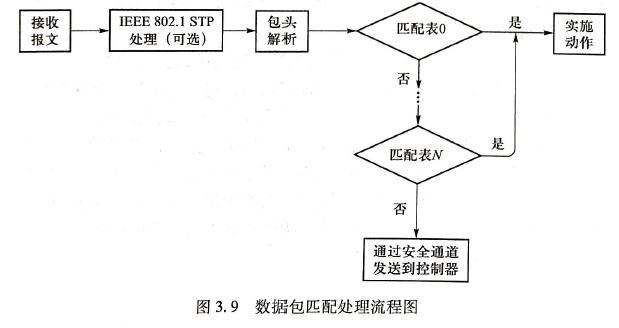 接收
报文
IEEE 802.1 STP
处理（可选）
包头
解析
匹配表0
是
实施
动作
否
匹配表N
是
否
通过安全通道
发送到控制器
图 3.9 数据包匹配处理流程图